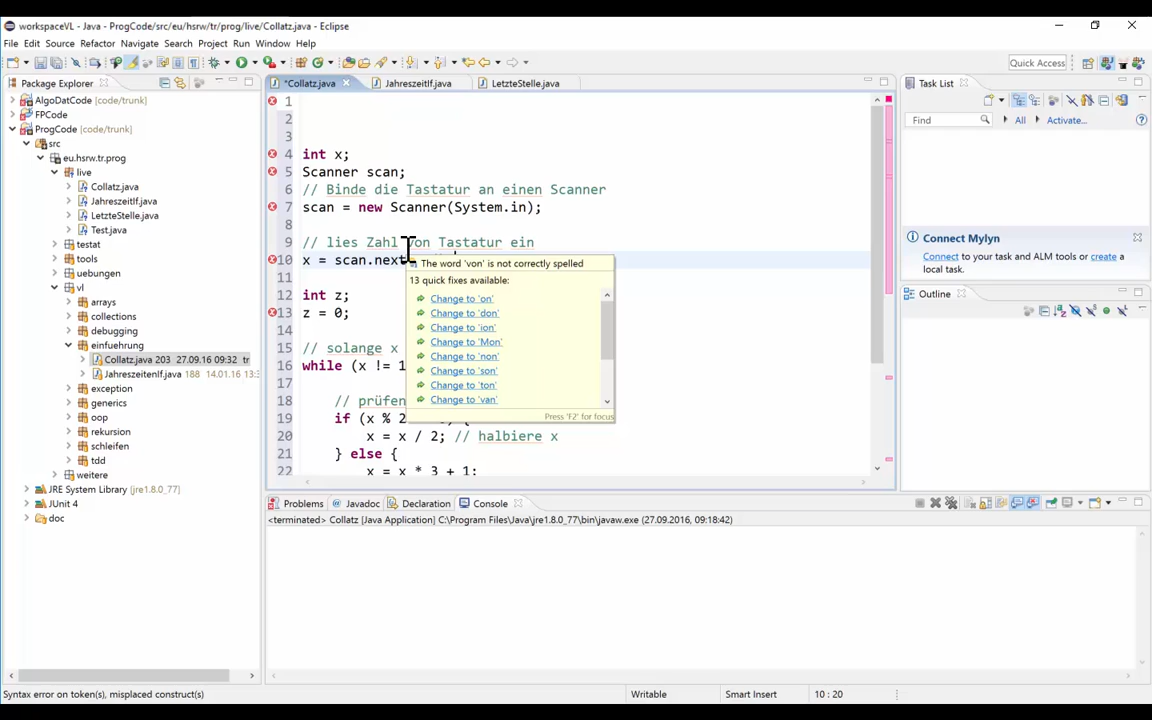 workspaceVL - Java - ProgCode/src/eu/hsrw/tr/prog/live/Collatz.java - Eclipse
File Edit Source Refactor Navigate Search Project Run Window Help
Quick Access
Package Explorer
AlgoDatCode [code/trunk]
FPCode
ProgCode [code/trunk]
src
eu.hsrw.tr.prog
live
Collatz.java
JahreszeitIf.java
LetzteStelle.java
Test.java
testat
tools
uebungen
vl
arrays
collections
debugging
einfuehrung
Collatz.java 203 27.09.16 09:32 tr
JahreszeitenIf.java 188 14.01.16 13:
exception
generics
oop
rekursion
schleifen
tdd
weitere
JRE System Library [jre1.8.0_77]
JUnit 4
doc
*Collatz.java
JahreszeitIf.java
LetzteStelle.java
1
2
3
4 int x;
5 Scanner scan;
6 // Binde die Tastatur an einen Scanner
7 scan = new Scanner(System.in);
8
9 // lies Zahl von Tastatur ein
10 x = scan.next
11
12 int z;
13 z = 0;
14
15 // solange x
16 while (x != 1
17
18 // prüfen
19 if (x % 2
20 x = x / 2; // halbiere x
21 } else {
22 x = x * 3 + 1;
The word 'von' is not correctly spelled
13 quick fixes available:
Change to 'on'
Change to 'don'
Change to 'ion'
Change to 'Mon'
Change to 'non'
Change to 'son'
Change to 'ton'
Change to 'van'
Press 'F2' for focus
Task List
Find All Activate...
Connect Mylyn
Connect to your task and ALM tools or create a
local task.
Outline
Problems Javadoc Declaration Console
<terminated> Collatz [Java Application] C:\Program Files\Java\jre1.8.0_77\bin\javaw.exe (27.09.2016, 09:18:42)
Syntax error on token(s), misplaced construct(s)
Writable
Smart Insert
10 : 20